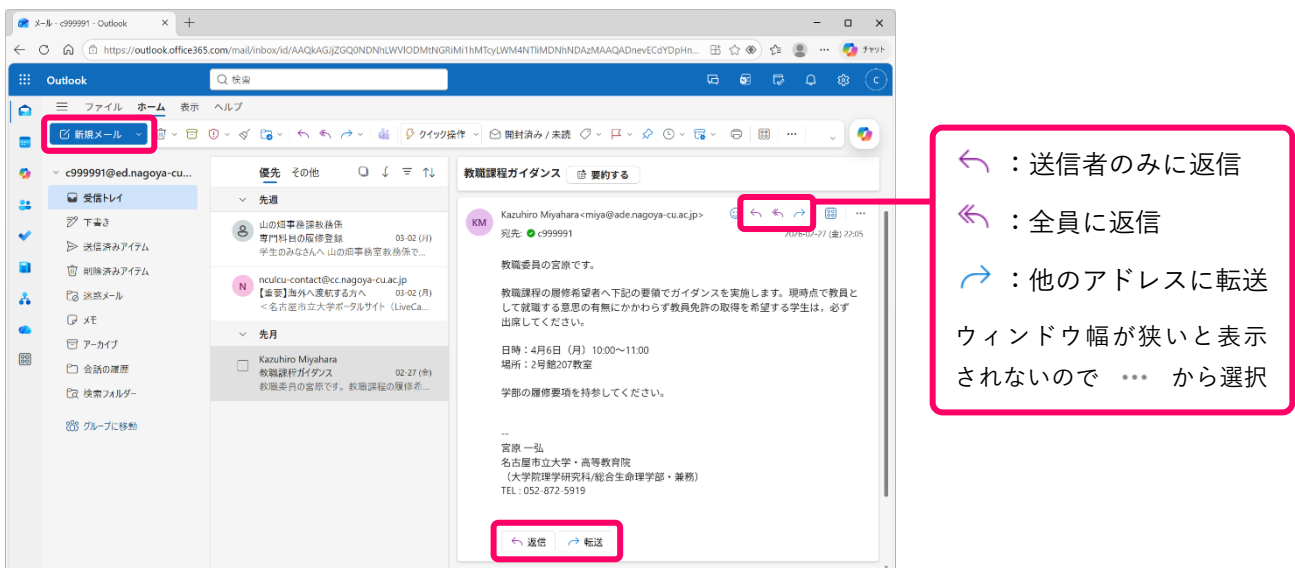 メール - c999991 - Outlook
https://outlook.office365.com/mail/inbox/id/AAQkAGJjZGQ0NDNhLWVlODMtNGRiMi1hMTcyLWM4NTliMDNhNDAzMAAQADnevECdYDpHn...
チャット
Outlook
検索
ファイル ホーム 表示 ヘルプ
新規メール
クイック操作
開封済み / 未読
c999991@ed.nagoya-cu...
受信トレイ
下書き
送信済みアイテム
削除済みアイテム
迷惑メール
メモ
アーカイブ
会話の履歴
検索フォルダー
グループに移動
優先 その他
先週
山の畑事務課教務係
専門科目の履修登録 03-02 (月)
学生のみなさんへ 山の畑事務室教務係で...
N
nculcu-contact@cc.nagoya-cu.ac.jp
【重要】海外へ渡航する方へ 03-02 (月)
<名古屋市立大学ポータルサイト（LiveCa...
先月
Kazuhiro Miyahara
教職課程ガイダンス 02-27 (金)
教職委員の宮原です。教職課程の履修希...
教職課程ガイダンス 要約する
KM
Kazuhiro Miyahara<miya@ade.nagoya-cu.ac.jp>
宛先: c999991
2026-02-27 (金) 22:05
教職委員の宮原です。
教職課程の履修希望者へ下記の要領でガイダンスを実施します。現時点で教員と
して就職する意思の有無にかかわらず教員免許の取得を希望する学生は，必ず
出席してください。
日時：4月6日（月）10:00～11:00
場所：2号館207教室
学部の履修要項を持参してください。
--
宮原 一弘
名古屋市立大学・高等教育院
（大学院理学研究科/総合生命理学部・兼務）
TEL : 052-872-5919
返信 転送
C
：送信者のみに返信
：全員に返信
：他のアドレスに転送
ウィンドウ幅が狭いと表示
されないので ••• から選択